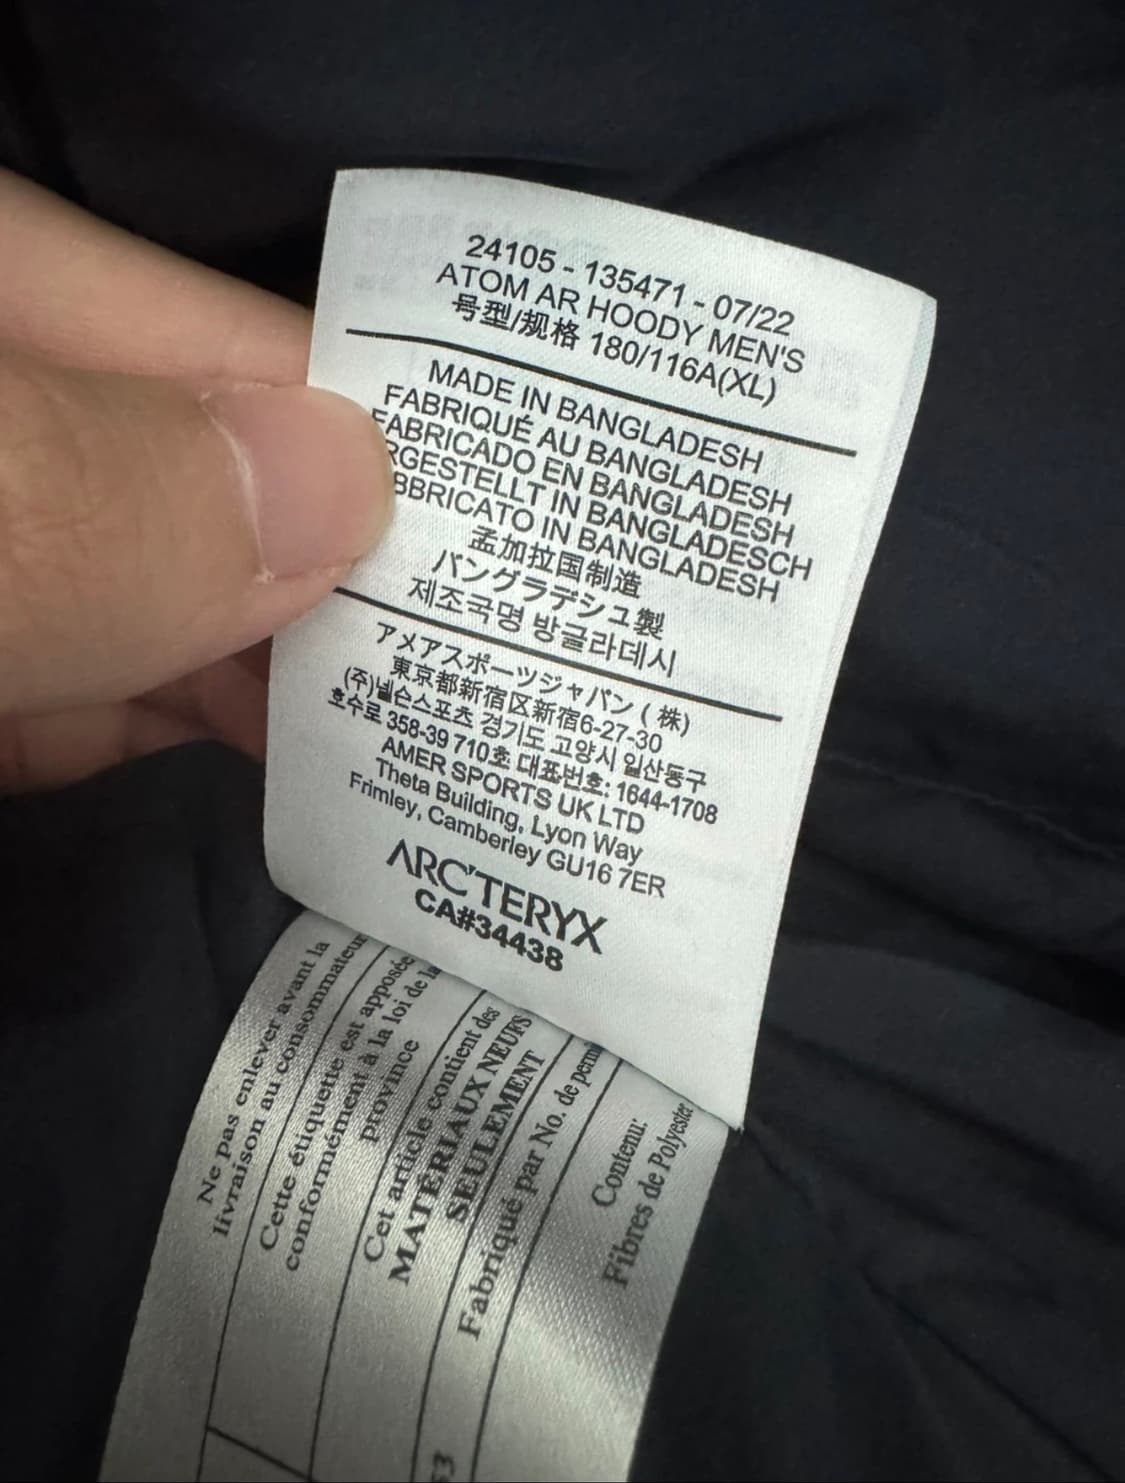 24105 - 135471 - 07/22
ATOM AR HOODY MEN'S
号型/规格 180/116A(XL)
MADE IN BANGLADESH
FABRIQUÉ AU BANGLADESH
FABRICADO EN BANGLADESH
RGESTELLT IN BANGLADESCH
BBRICATO IN BANGLADESH
孟加拉国制造
バングラデシュ製
제조국명 방글라데시
アメアスポーツジャパン ( 株)
東京都新宿区新宿6-27-30
(주)넬슨스포츠 경기도 고양시 일산동구
호수로 358-39 710호 대표번호: 1644-1708
AMER SPORTS UK LTD
Theta Building, Lyon Way
Frimley, Camberley GU16 7ER
ARC'TERYX
CA#34438
Ne pas enlever avant la
livraison au consommateur
Cette étiquette est apposée
conformément à la loi de la
province
Cet article contient des
MATÉRIAUX NEUFS
SEULEMENT
Fabriqué par No. de perm
Contenu:
Fibres de Polyester